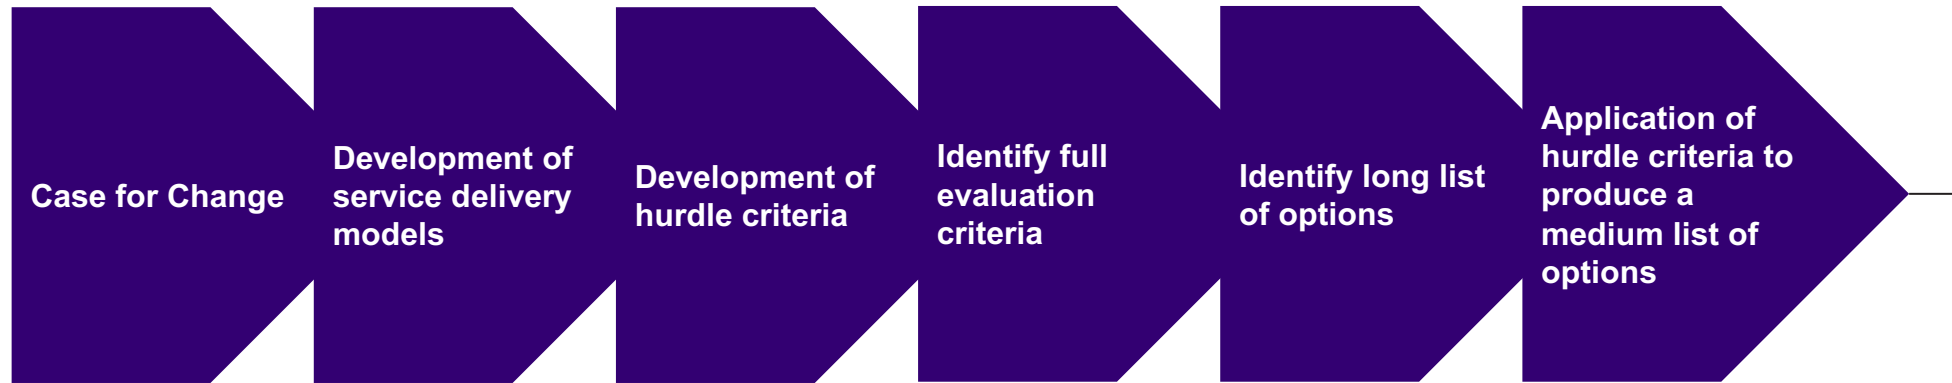 Case for Change
Development of
service delivery
models
Development of
hurdle criteria
Identify full
evaluation
criteria
Identify long list
of options
Application of
hurdle criteria to
produce a
medium list of
options